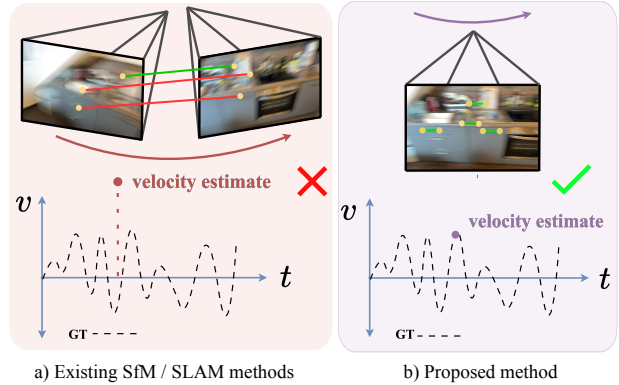 velocity estimate
v
t
GT
a) Existing SfM / SLAM methods
velocity estimate
v
t
GT
b) Proposed method